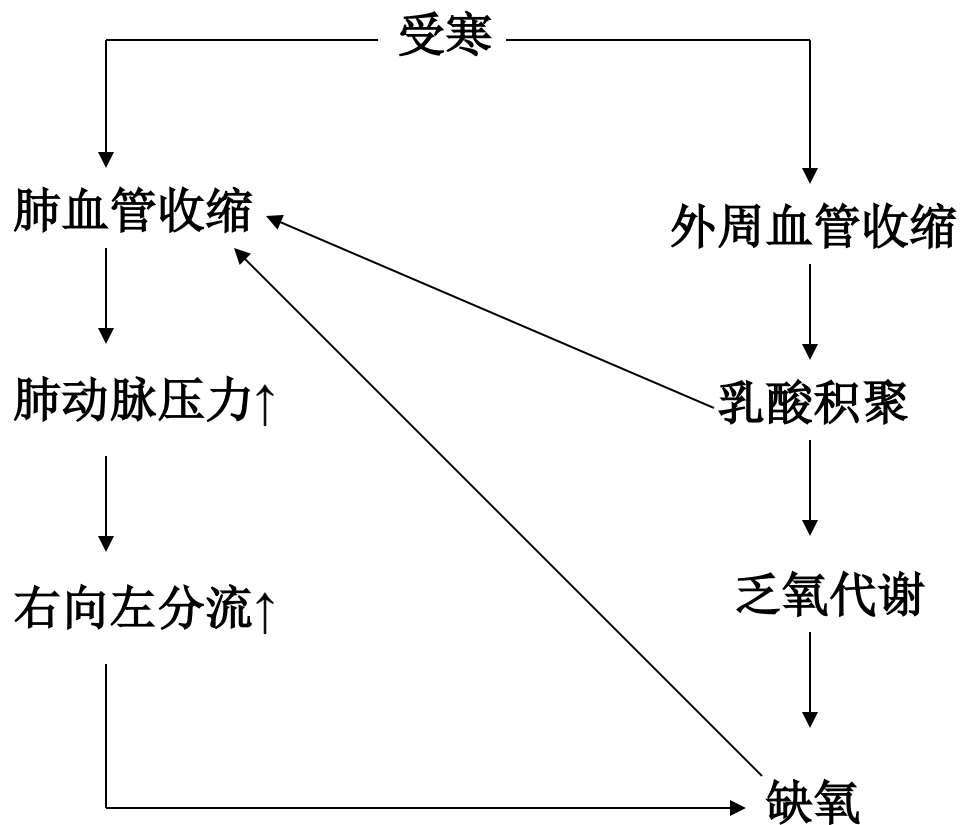 受寒
肺血管收缩
外周血管收缩
肺动脉压力↑
乳酸积聚
右向左分流↑
乏氧代谢
缺氧